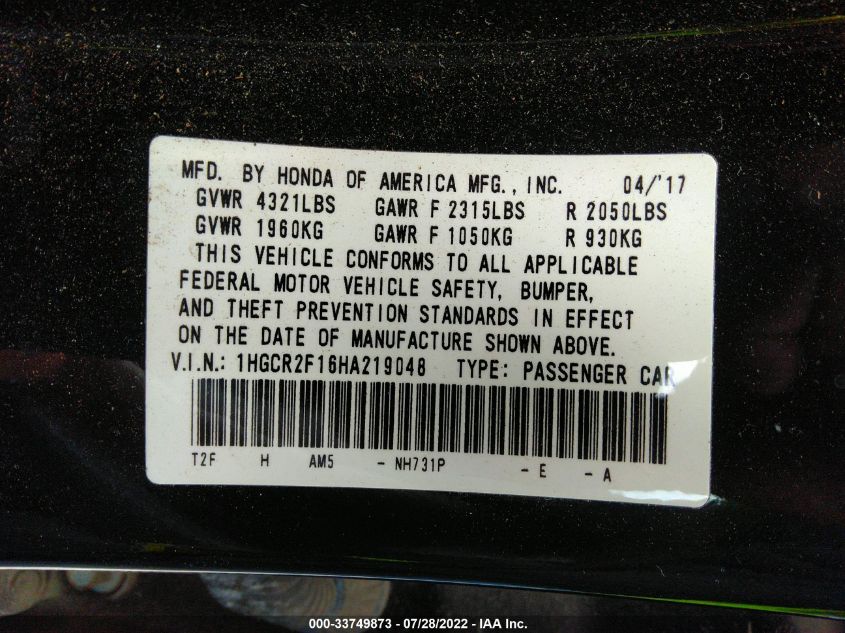 MFD. BY HONDA OF AMERICA MFG., INC. 04/'17
GVWR 4321LBS GAWR F 2315LBS R 2050LBS
GVWR 1960KG GAWR F 1050KG R 930KG
THIS VEHICLE CONFORMS TO ALL APPLICABLE
FEDERAL MOTOR VEHICLE SAFETY, BUMPER,
AND THEFT PREVENTION STANDARDS IN EFFECT
ON THE DATE OF MANUFACTURE SHOWN ABOVE.
V.I.N.: 1HGCR2F16HA219048 TYPE: PASSENGER CAR
T2F H AM5 - NH731P - E - A
000-33749873 - 07/28/2022 - IAA Inc.